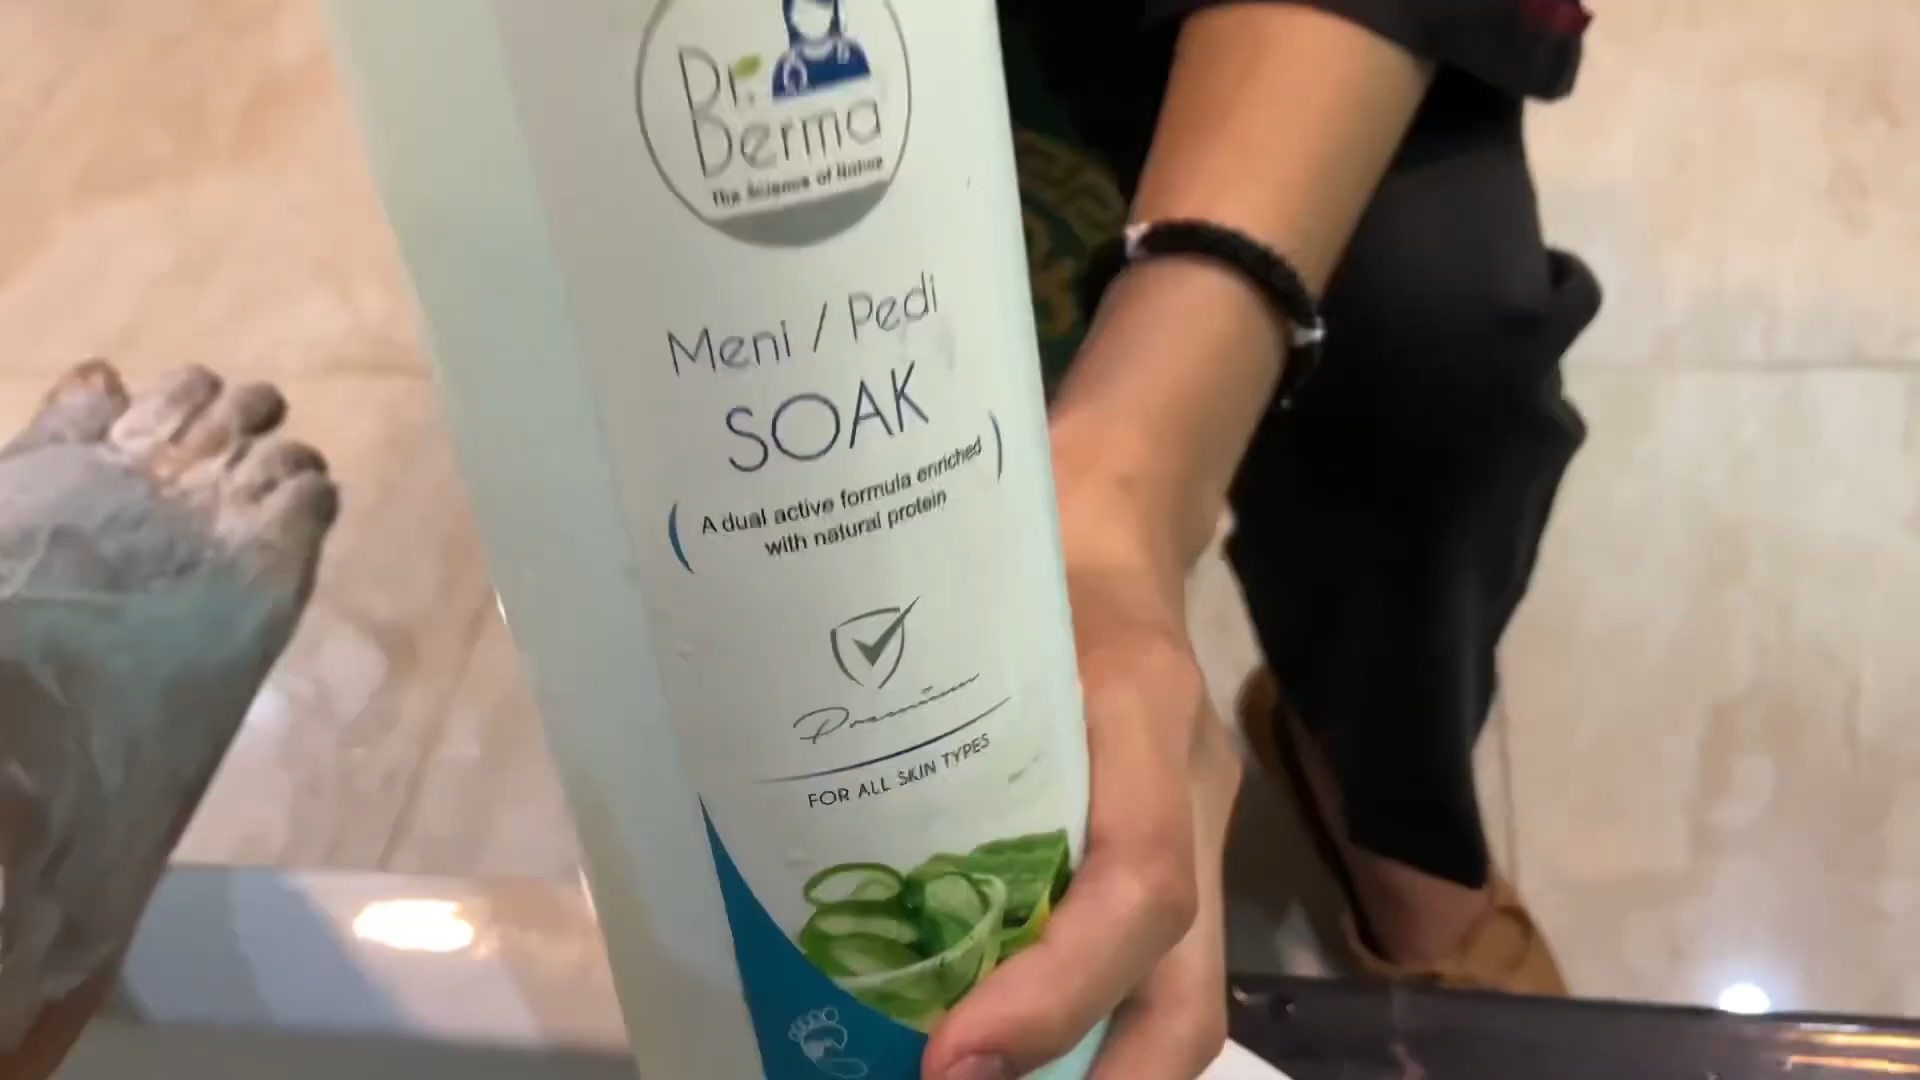 Dr.
Derma
The Science of Nature
Meni / Pedi
SOAK
( A dual active formula enriched
with natural protein )
Premium
FOR ALL SKIN TYPES